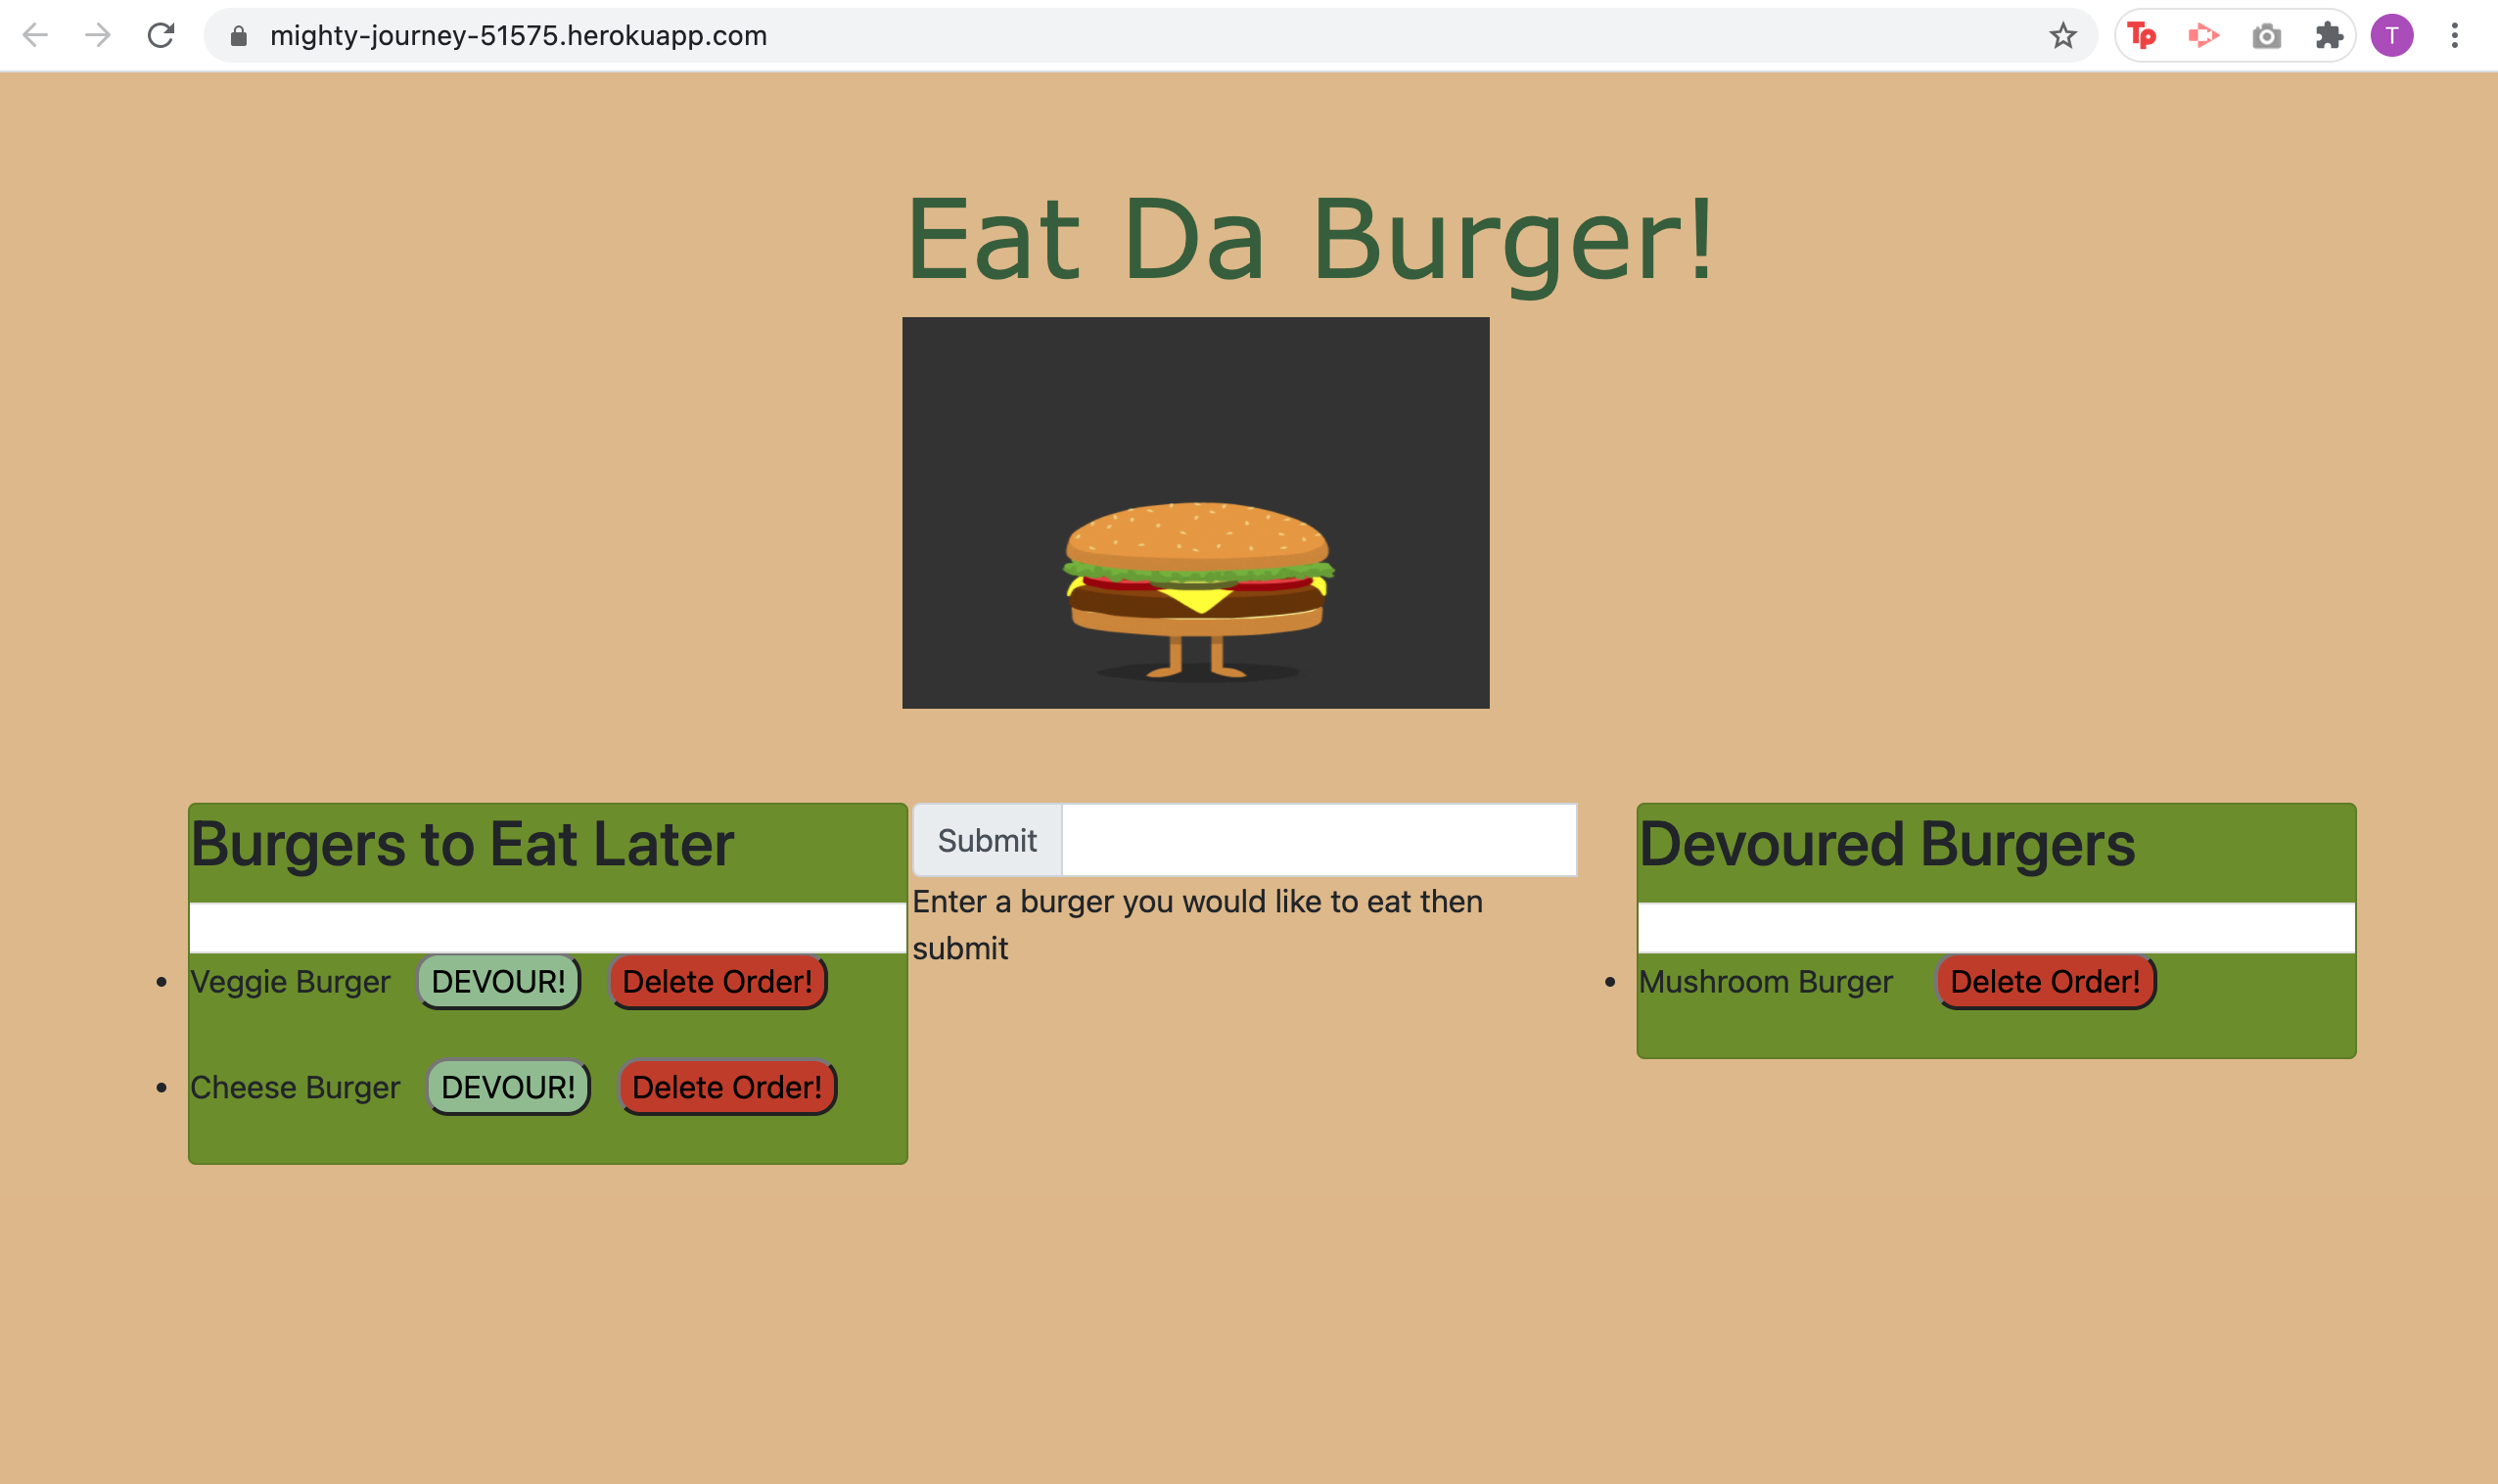 mighty-journey-51575.herokuapp.com
Tp
T
Eat Da Burger!
Burgers to Eat Later
Veggie Burger DEVOUR! Delete Order!
Cheese Burger DEVOUR! Delete Order!
Submit
Enter a burger you would like to eat then
submit
Devoured Burgers
Mushroom Burger Delete Order!